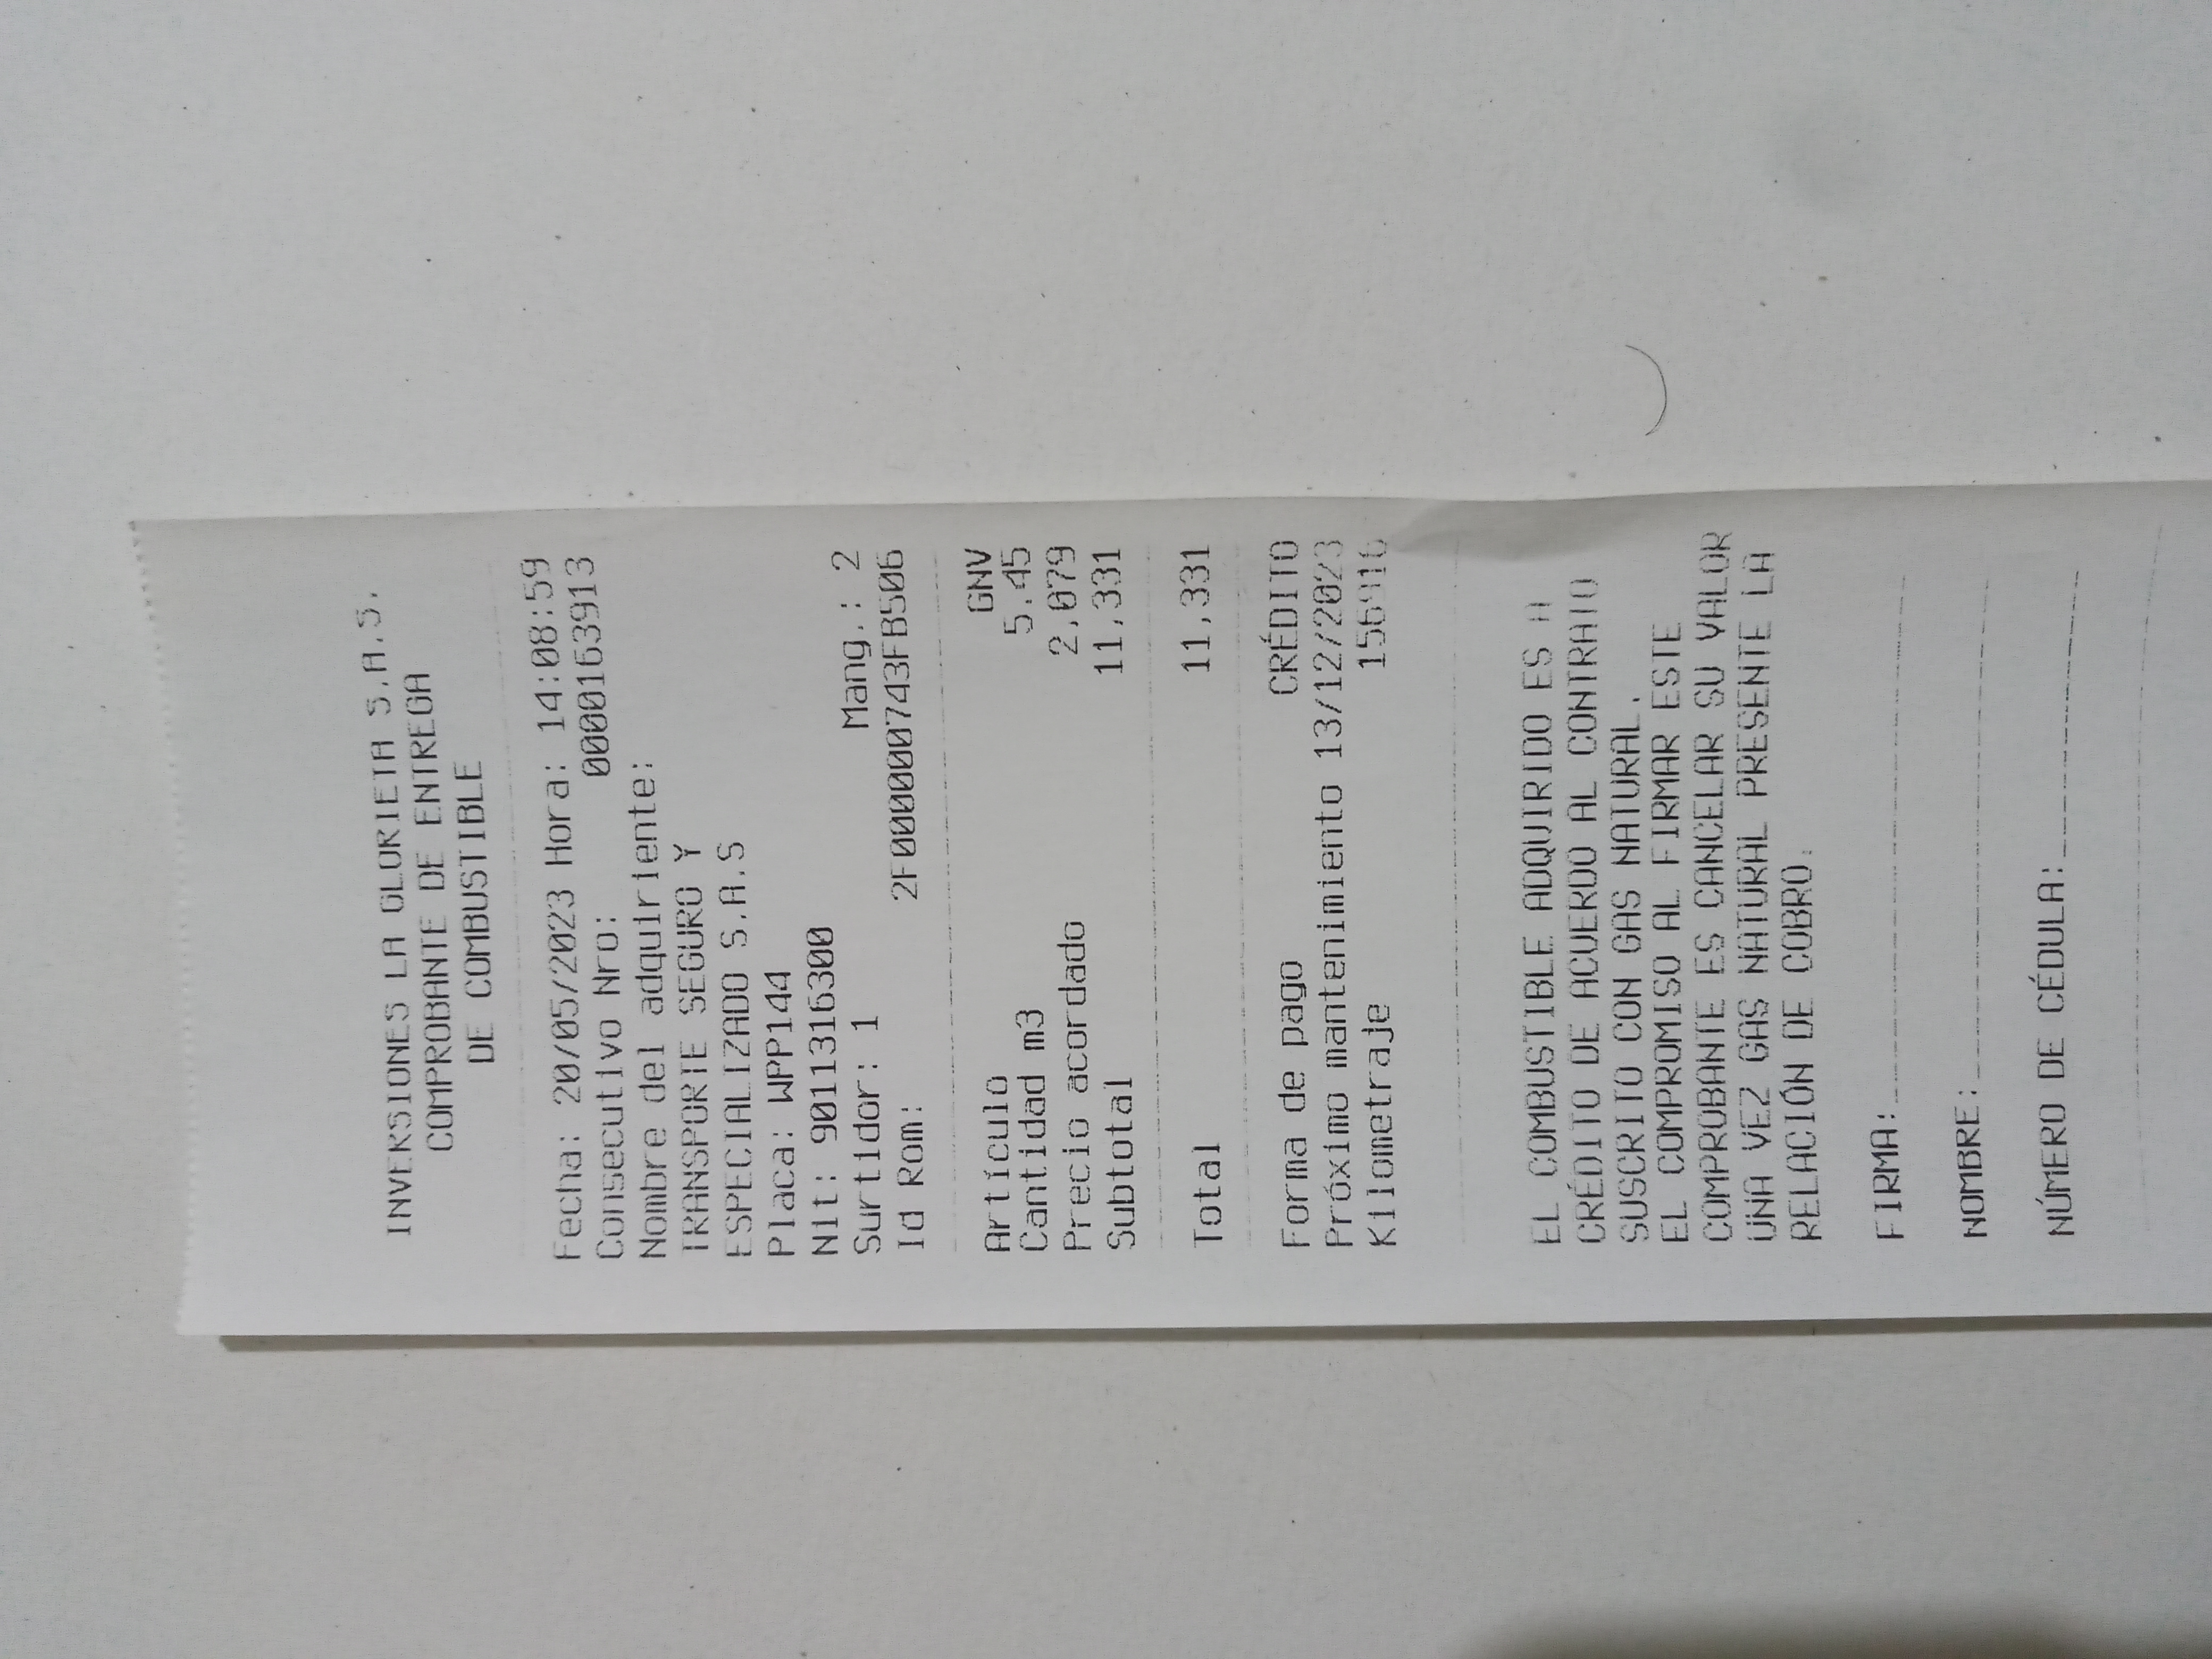 INVERSIONES LA GLORIETA S.A.S.
COMPROBANTE DE ENTREGA
DE COMBUSTIBLE
Fecha: 20/05/2023 Hora: 14:08:59
Consecutivo Nro: 0000163913
Nombre del adquiriente:
TRANSPORTE SEGURO Y
ESPECIALIZADO S.A.S
Placa: WPP144
Nit: 9011316300
Surtidor: 1 Mang.: 2
Id Rom: 2F0000000743FB506
Artículo GNV
Cantidad m3 5.45
Precio acordado 2,079
Subtotal 11,331
Total 11,331
Forma de pago CRÉDITO
Próximo mantenimiento 13/12/2023
Kilometraje
EL COMBUSTIBLE ADQUIRIDO ES A
CRÉDITO DE ACUERDO AL CONTRATO
SUSCRITO CON GAS NATURAL.
EL COMPROMISO AL FIRMAR ESTE
COMPROBANTE ES CANCELAR SU VALOR
UNA VEZ GAS NATURAL PRESENTE LA
RELACIÓN DE COBRO.
FIRMA:
NOMBRE:
NÚMERO DE CÉDULA: